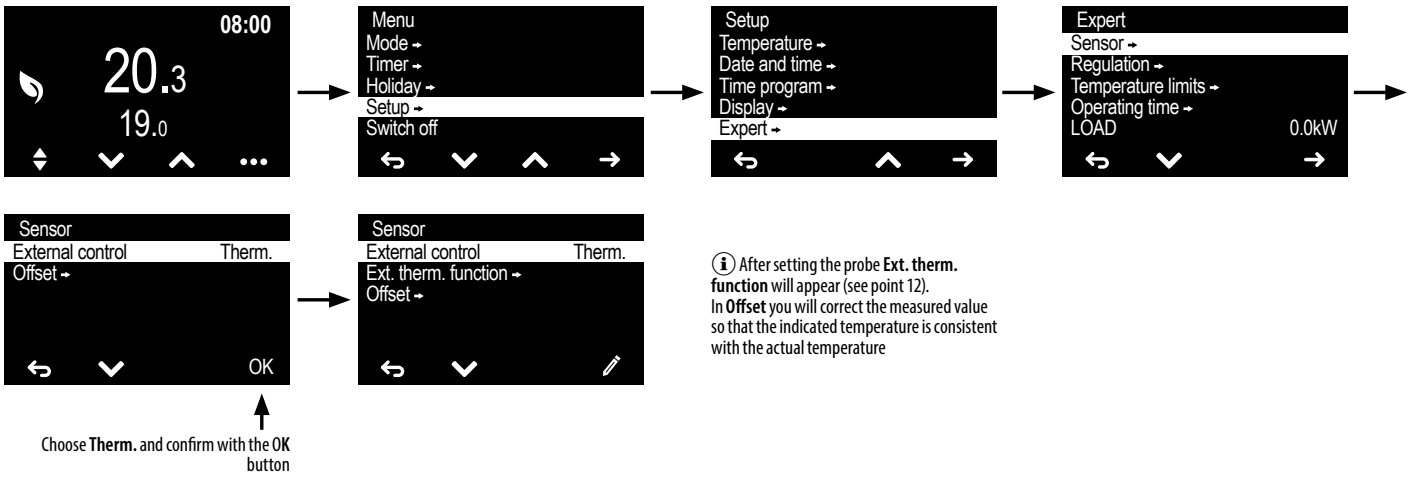 08:00
20.3
19.0
Menu
Mode →
Timer →
Holiday →
Setup →
Switch off
Setup
Temperature →
Date and time →
Time program →
Display →
Expert →
Expert
Sensor →
Regulation →
Temperature limits →
Operating time →
LOAD 0.0kW
Sensor
External control Therm.
Offset →
OK
Choose Therm. and confirm with the OK
button
Sensor
External control Therm.
Ext. therm. function →
Offset →
i After setting the probe Ext. therm.
function will appear (see point 12).
In Offset you will correct the measured value
so that the indicated temperature is consistent
with the actual temperature